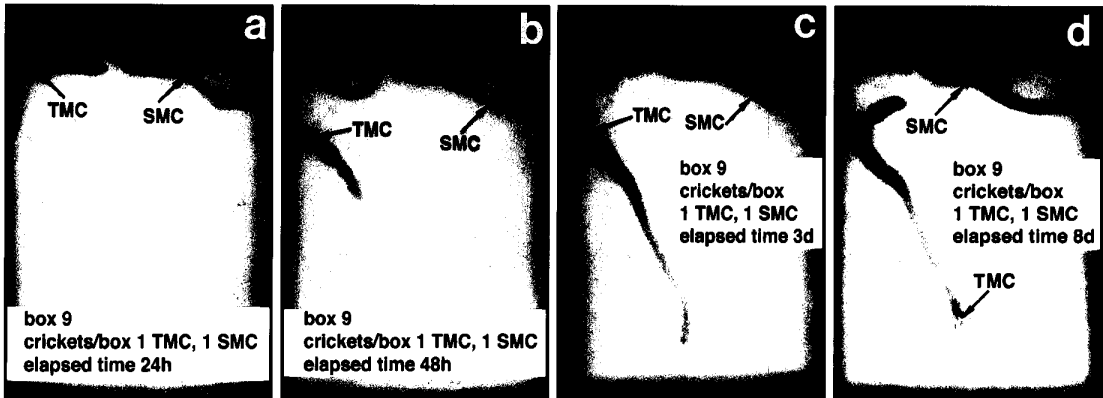 a
TMC
SMC
box 9
crickets/box 1 TMC, 1 SMC
elapsed time 24h
b
TMC
SMC
box 9
crickets/box 1 TMC, 1 SMC
elapsed time 48h
c
TMC
SMC
box 9
crickets/box
1 TMC, 1 SMC
elapsed time 3d
d
SMC
box 9
crickets/box
1 TMC, 1 SMC
elapsed time 8d
TMC